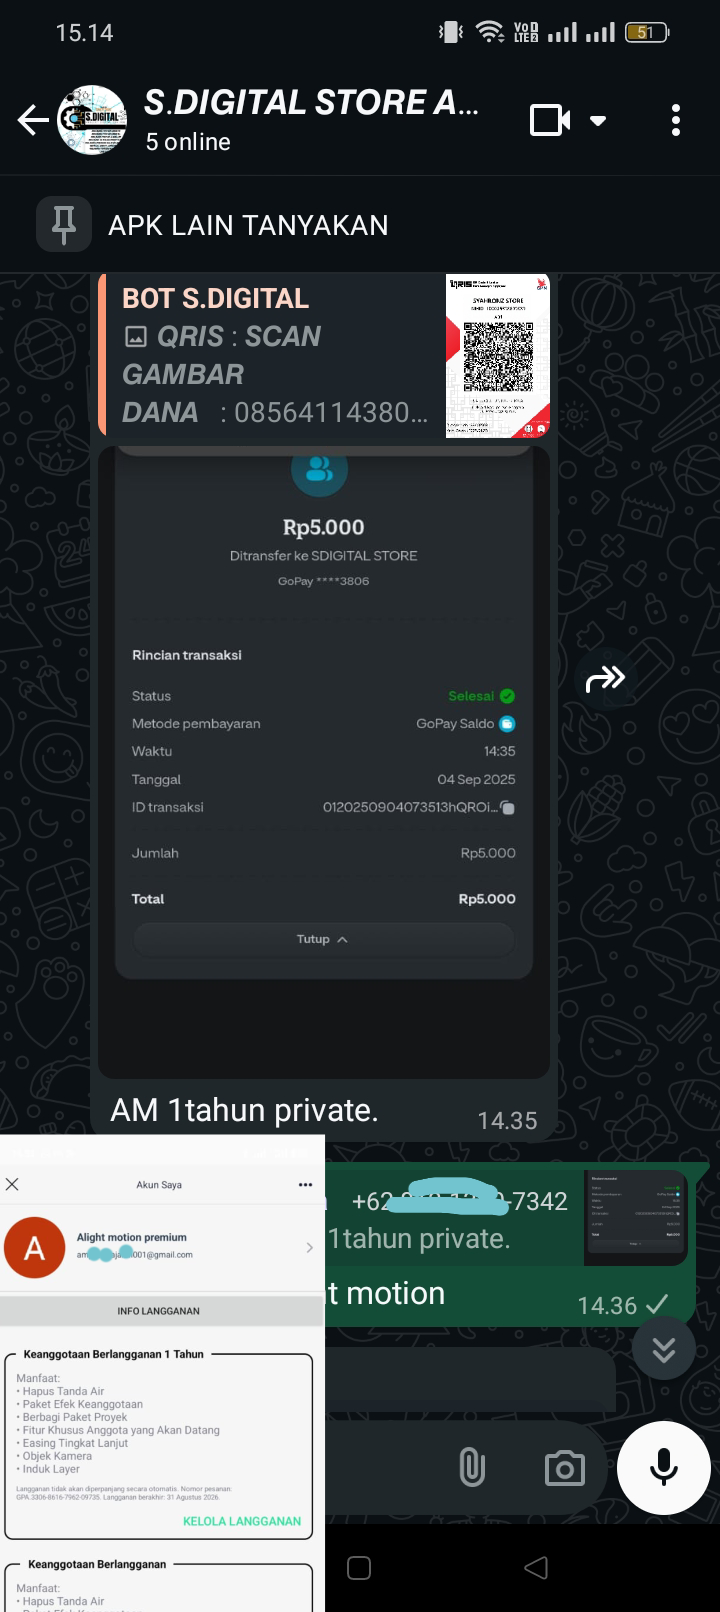 15.14
VoD
LTE2
51
S.DIGITAL STORE A...
5 online
APK LAIN TANYAKAN
BOT S.DIGITAL
QRIS : SCAN
GAMBAR
DANA : 08564114380...
SYAHRONZ STORE
Rp5.000
Ditransfer ke SDIGITAL STORE
GoPay ****3806
Rincian transaksi
Status Selesai
Metode pembayaran GoPay Saldo
Waktu 14:35
Tanggal 04 Sep 2025
ID transaksi 0120250904073513hQROi...
Jumlah Rp5.000
Total Rp5.000
Tutup
AM 1tahun private.
14.35
-7342
1tahun private.
t motion
14.36
Akun Saya
A
Alight motion premium
001@gmail.com
INFO LANGGANAN
Keanggotaan Berlangganan 1 Tahun
Manfaat:
• Hapus Tanda Air
• Paket Efek Keanggotaan
• Berbagi Paket Proyek
• Fitur Khusus Anggota yang Akan Datang
• Easing Tingkat Lanjut
• Objek Kamera
• Induk Layer
Langganan tidak akan diperpanjang secara otomatis. Nomor pesanan:
GPA.3306-8616-7962-09735. Langganan berakhir: 31 Agustus 2026.
KELOLA LANGGANAN
Keanggotaan Berlangganan
Manfaat:
• Hapus Tanda Air